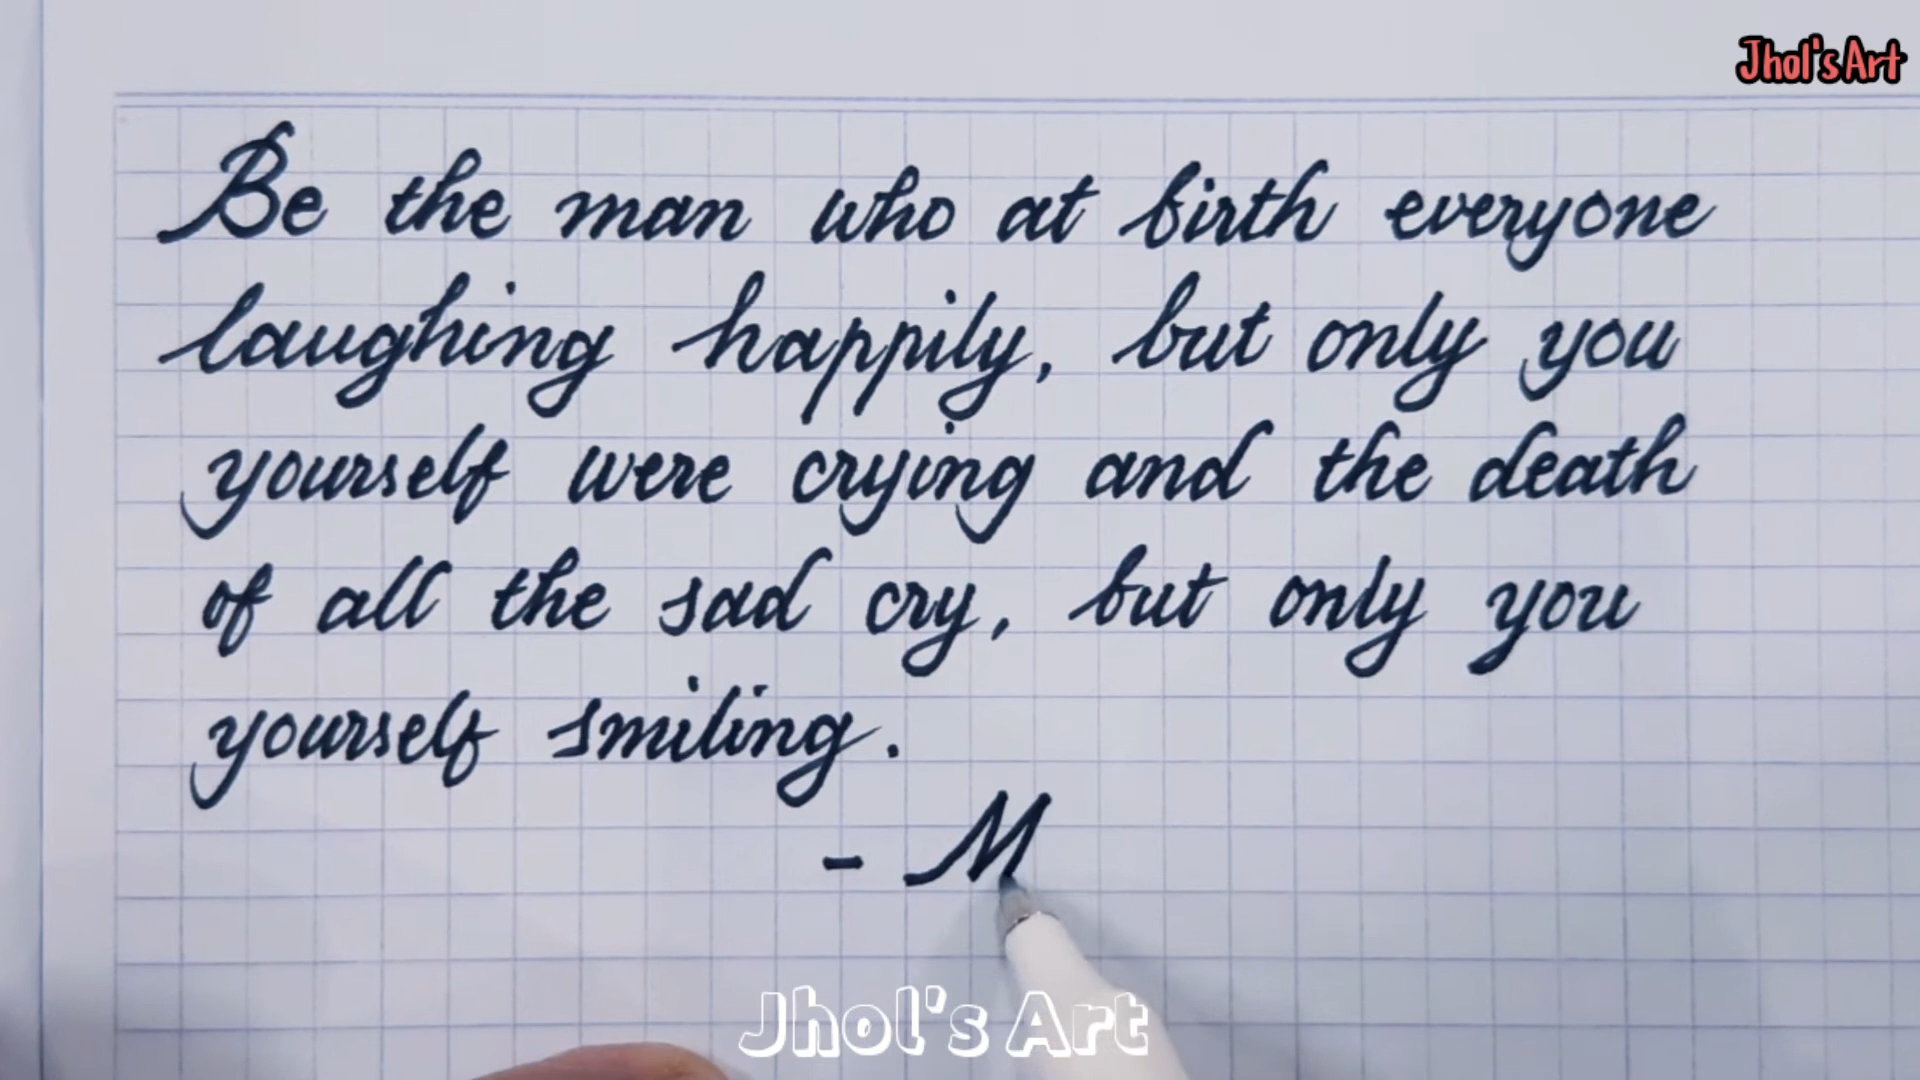 Jhol's Art
Be the man who at birth everyone
laughing happily, but only you
yourself were crying and the death
of all the sad cry, but only you
yourself smiling.
- M
Jhol's Art